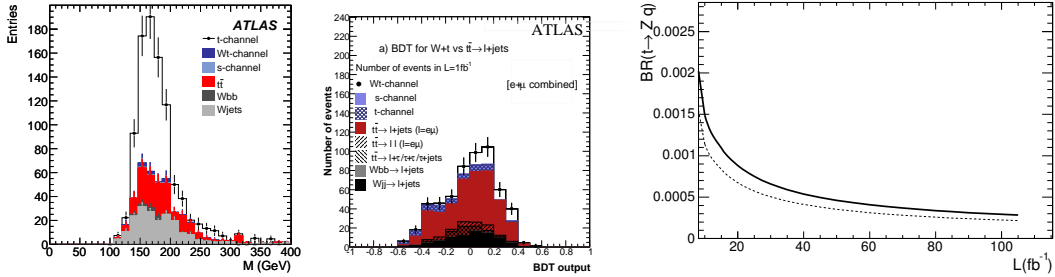 Entries
ATLAS
t-channel
Wt-channel
s-channel
tt̄
Wbb
Wjets
180
160
140
120
100
80
60
40
20
0
0 50 100 150 200 250 300 350 400
M (GeV)
Number of events
ATLAS
a) BDT for W+t vs tt̄→ l+jets
Number of events in L=1fb⁻¹
[e+μ combined]
Wt-channel
s-channel
t-channel
tt̄→ l+jets (l=eμ)
tt̄→ l l (l=eμ)
tt̄→ l+τ/τ+τ/τ+jets
Wbb→ l+jets
Wjj→ l+jets
240
220
200
180
160
140
120
100
80
60
40
20
0
-1 -0.8 -0.6 -0.4 -0.2 0 0.2 0.4 0.6 0.8 1
BDT output
BR(t→ Z q)
0.002
0.0015
0.001
0.0005
20 40 60 80 100 120
L(fb⁻¹)